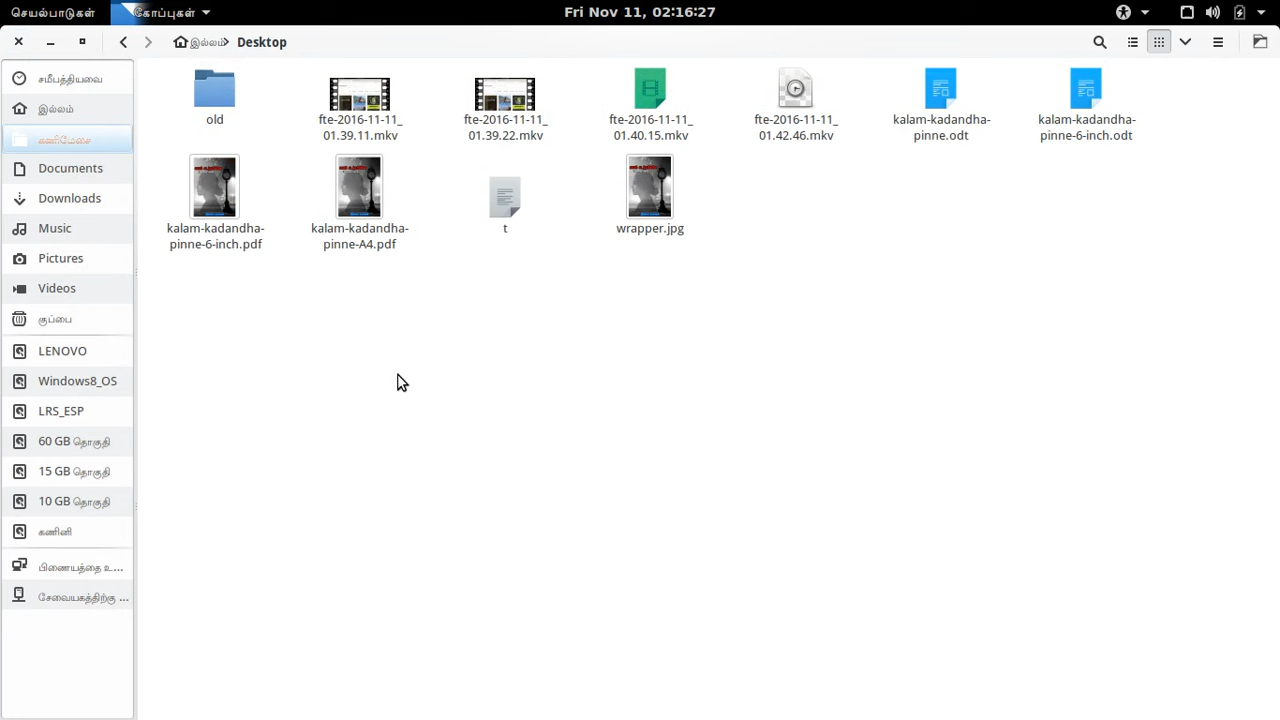 செயல்பாடுகள்
கோப்புகள்
Fri Nov 11, 02:16:27
இல்லம்
Desktop
சமீபத்தியவை
இல்லம்
கணிமேசை
Documents
Downloads
Music
Pictures
Videos
குப்பை
LENOVO
Windows8_OS
LRS_ESP
60 GB தொகுதி
15 GB தொகுதி
10 GB தொகுதி
கணினி
பிணையத்தை உ...
சேவையகத்திற்கு ...
old
fte-2016-11-11_
01.39.11.mkv
fte-2016-11-11_
01.39.22.mkv
fte-2016-11-11_
01.40.15.mkv
fte-2016-11-11_
01.42.46.mkv
kalam-kadandha-
pinne.odt
kalam-kadandha-
pinne-6-inch.odt
kalam-kadandha-
pinne-6-inch.pdf
kalam-kadandha-
pinne-A4.pdf
t
wrapper.jpg